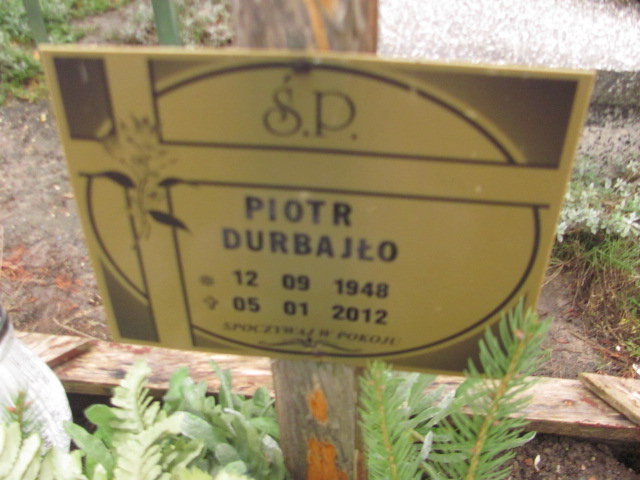 Ś.P.
PIOTR
DURBAJŁO
* 12 09 1948
✞ 05 01 2012
SPOCZYWAJ W POKOJU